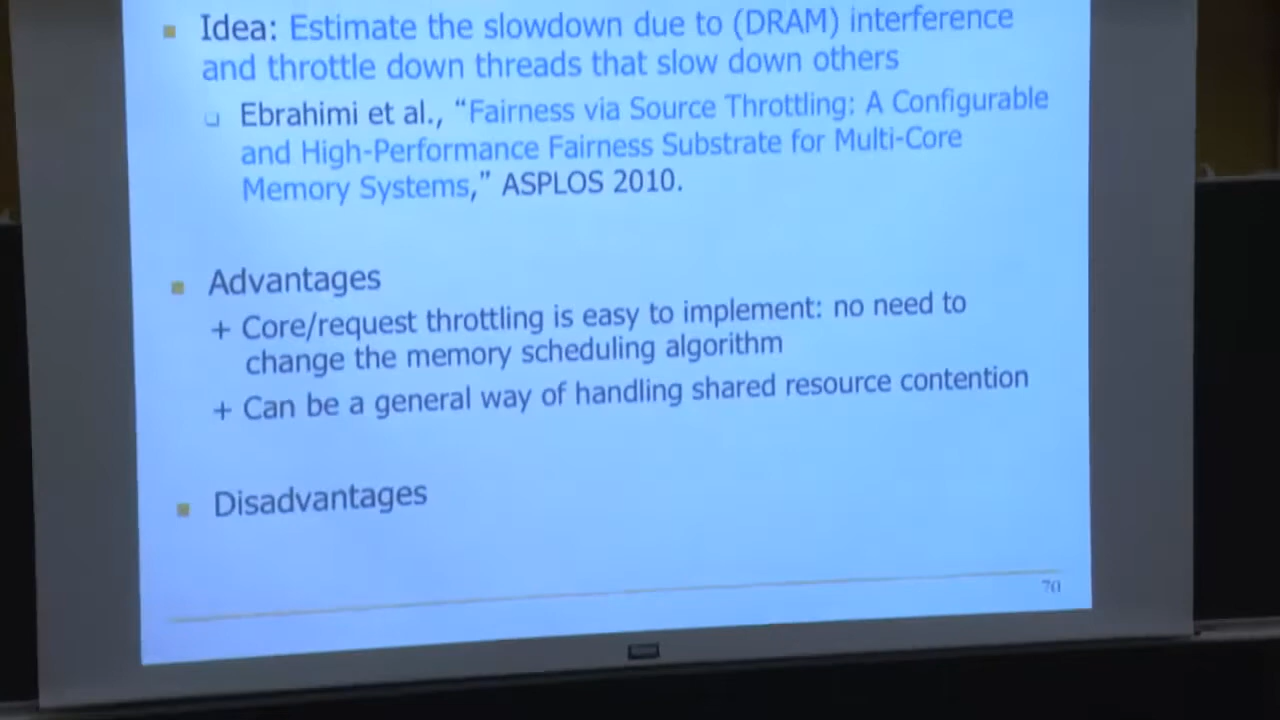 ▪ Idea: Estimate the slowdown due to (DRAM) interference
and throttle down threads that slow down others
❑ Ebrahimi et al., “Fairness via Source Throttling: A Configurable
and High-Performance Fairness Substrate for Multi-Core
Memory Systems,” ASPLOS 2010.
▪ Advantages
+ Core/request throttling is easy to implement: no need to
change the memory scheduling algorithm
+ Can be a general way of handling shared resource contention
▪ Disadvantages
70